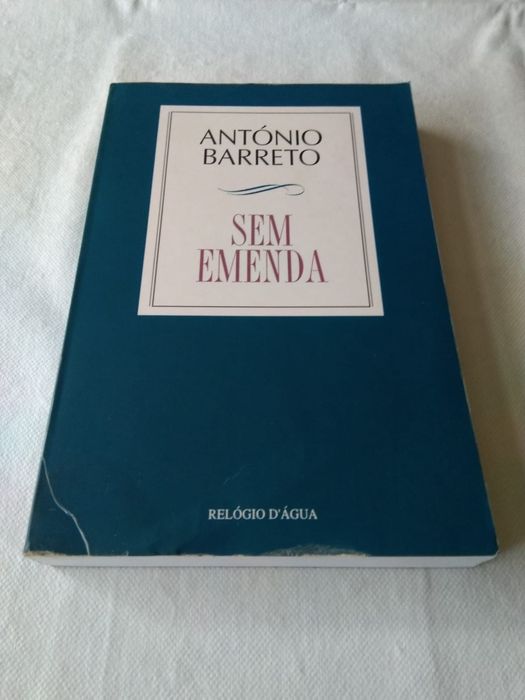 ANTÓNIO
BARRETO
SEM
EMENDA
RELÓGIO D'ÁGUA